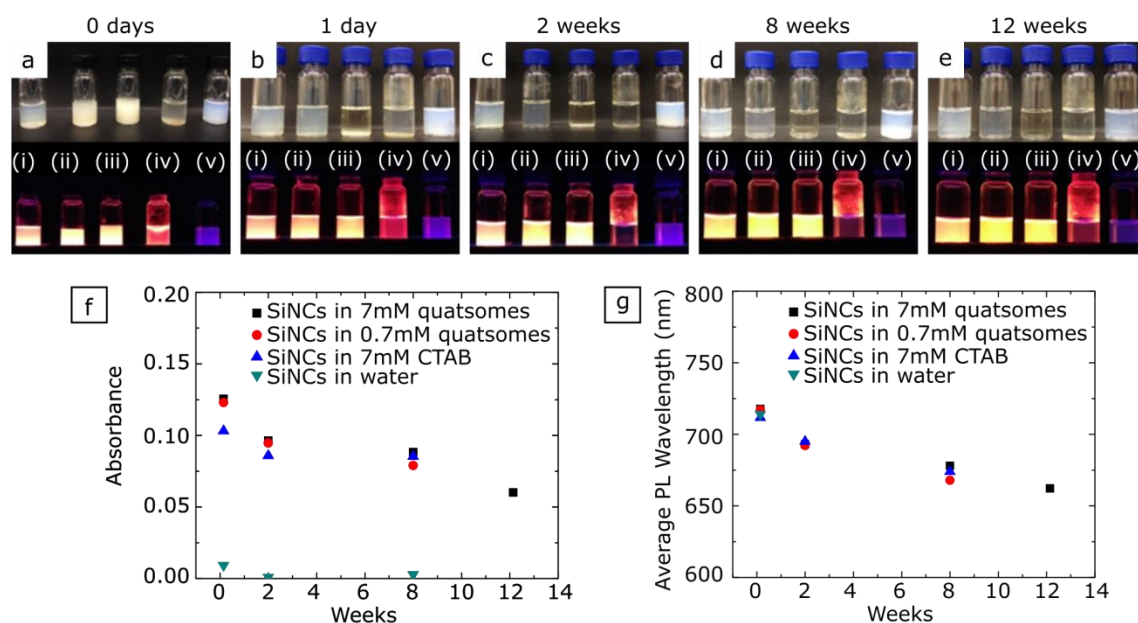 0 days
1 day
2 weeks
8 weeks
12 weeks
a
b
c
d
e
(i) (ii) (iii) (iv) (v)
(i) (ii) (iii) (iv) (v)
(i) (ii) (iii) (iv) (v)
(i) (ii) (iii) (iv) (v)
(i) (ii) (iii) (iv) (v)
f
SiNCs in 7mM quatsomes
SiNCs in 0.7mM quatsomes
SiNCs in 7mM CTAB
SiNCs in water
Absorbance
0.20
0.15
0.10
0.05
0.00
0 2 4 6 8 10 12 14
Weeks
g
SiNCs in 7mM quatsomes
SiNCs in 0.7mM quatsomes
SiNCs in 7mM CTAB
SiNCs in water
Average PL Wavelength (nm)
800
750
700
650
600
0 2 4 6 8 10 12 14
Weeks